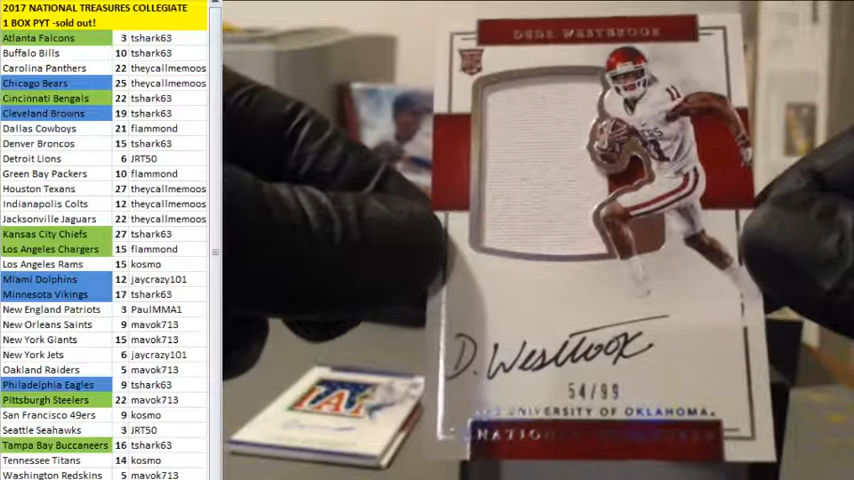 2017 NATIONAL TREASURES COLLEGIATE
1 BOX PYT -sold out!
Atlanta Falcons 3 tshark63
Buffalo Bills 10 tshark63
Carolina Panthers 22 theycallmemoos
Chicago Bears 25 theycallmemoos
Cincinnati Bengals 22 tshark63
Cleveland Browns 19 tshark63
Dallas Cowboys 21 flammond
Denver Broncos 15 tshark63
Detroit Lions 6 JRT50
Green Bay Packers 10 flammond
Houston Texans 27 theycallmemoos
Indianapolis Colts 12 theycallmemoos
Jacksonville Jaguars 22 theycallmemoos
Kansas City Chiefs 27 tshark63
Los Angeles Chargers 15 flammond
Los Angeles Rams 15 kosmo
Miami Dolphins 12 jaycrazy101
Minnesota Vikings 17 tshark63
New England Patriots 3 PaulMMA1
New Orleans Saints 9 mavok713
New York Giants 15 mavok713
New York Jets 6 jaycrazy101
Oakland Raiders 5 mavok713
Philadelphia Eagles 9 tshark63
Pittsburgh Steelers 22 mavok713
San Francisco 49ers 9 kosmo
Seattle Seahawks 3 JRT50
Tampa Bay Buccaneers 16 tshark63
Tennessee Titans 14 kosmo
Washington Redskins 5 mavok713
DEDE WESTBROOK
RC
11
D. Westbrook
54/99
UNIVERSITY OF OKLAHOMA
NATIONAL TREASURES